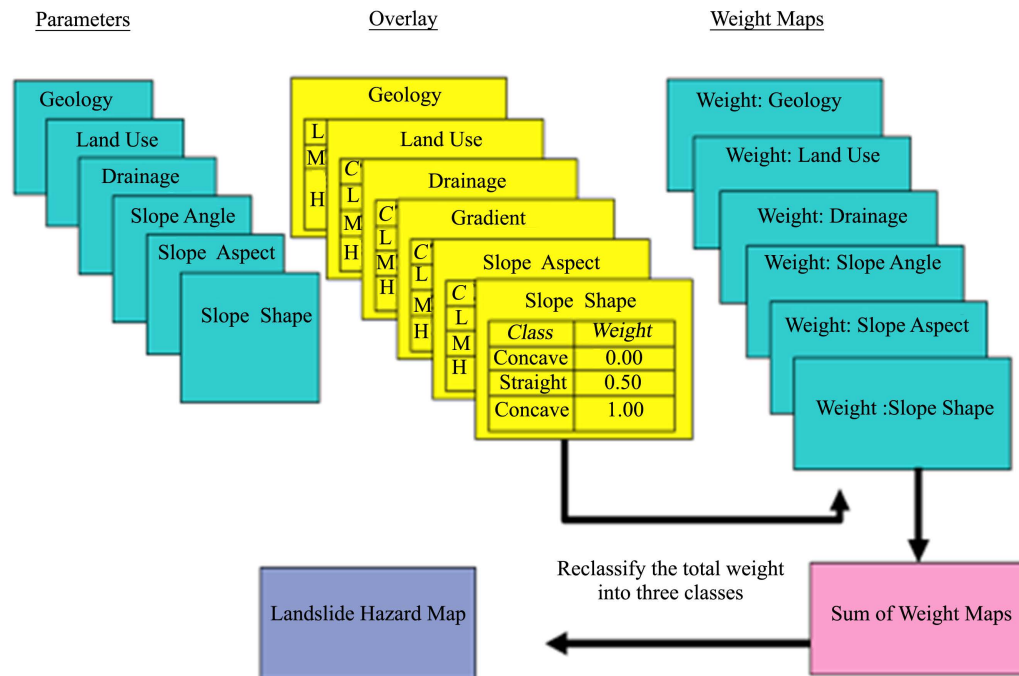 Parameters
Overlay
Weight Maps
Geology
Land Use
Drainage
Slope Angle
Slope Aspect
Slope Shape
Geology
L
M
H
Land Use
C
L
M
H
Drainage
C
L
M
H
Gradient
C
L
M
H
Slope Aspect
C
L
M
H
Slope Shape
Class Weight
Concave 0.00
Straight 0.50
Concave 1.00
Weight: Geology
Weight: Land Use
Weight: Drainage
Weight: Slope Angle
Weight: Slope Aspect
Weight :Slope Shape
Reclassify the total weight
into three classes
Sum of Weight Maps
Landslide Hazard Map